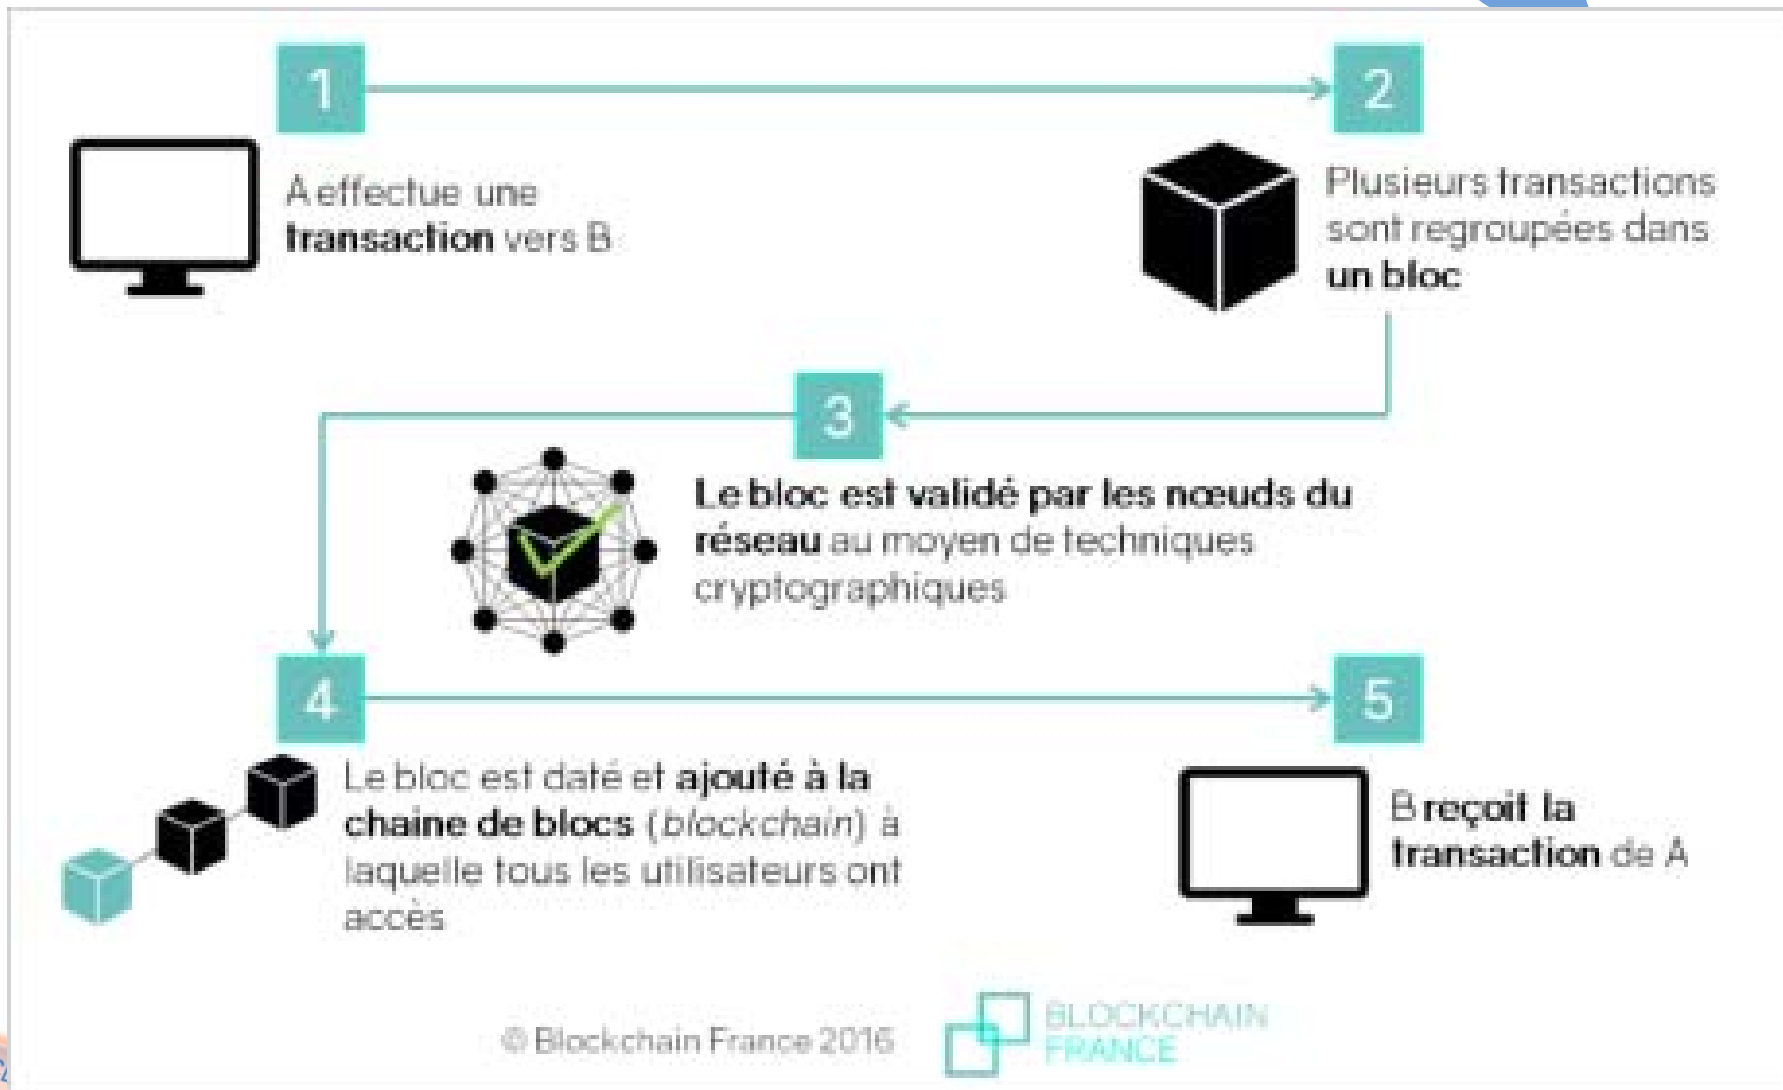 1
2
A effectue une
transaction vers B
Plusieurs transactions
sont regroupées dans
un bloc
3
Le bloc est validé par les nœuds du
réseau au moyen de techniques
cryptographiques
4
5
Le bloc est daté et ajouté à la
chaine de blocs (blockchain) à
laquelle tous les utilisateurs ont
accès
B reçoit la
transaction de A
© Blockchain France 2016
BLOCKCHAIN
FRANCE